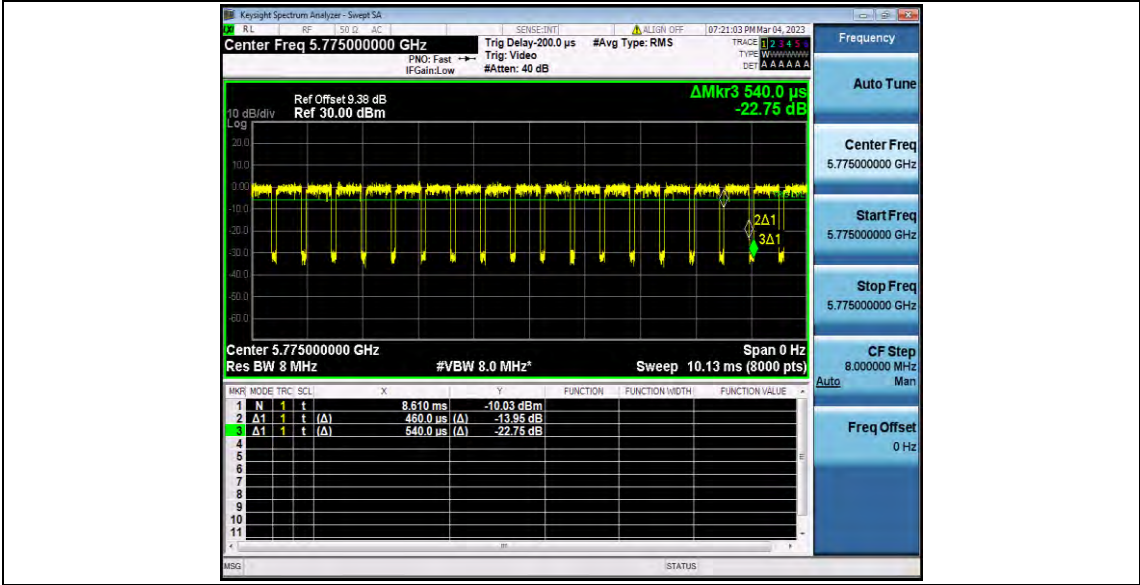 Keysight Spectrum Analyzer - Swept SA
RL RF 50 Ω AC SENSE:INT ALIGN OFF 07:21:03 PM Mar 04, 2023
Center Freq 5.775000000 GHz Trig Delay-200.0 µs #Avg Type: RMS TRACE 1 2 3 4 5
PNO: Fast Trig: Video TYPE
IFGain:Low #Atten: 40 dB DET A A A A A A
Frequency
ΔMkr3 540.0 µs
-22.75 dB
Ref Offset 9.38 dB
10 dB/div Ref 30.00 dBm
Log
20.0
10.0
0.00
-10.0
-20.0
-30.0
-40.0
-50.0
-60.0
2Δ1
3Δ1
Center 5.775000000 GHz Span 0 Hz
Res BW 8 MHz #VBW 8.0 MHz* Sweep 10.13 ms (8000 pts)
MKR MODE TRC SCL X Y FUNCTION FUNCTION WIDTH FUNCTION VALUE
1 N 1 t 8.610 ms -10.03 dBm
2 Δ1 1 t (Δ) 460.0 µs (Δ) -13.95 dB
3 Δ1 1 t (Δ) 540.0 µs (Δ) -22.75 dB
4
5
6
7
8
9
10
11
MSG STATUS
Auto Tune
Center Freq
5.775000000 GHz
Start Freq
5.775000000 GHz
Stop Freq
5.775000000 GHz
CF Step
8.000000 MHz
Auto Man
Freq Offset
0 Hz